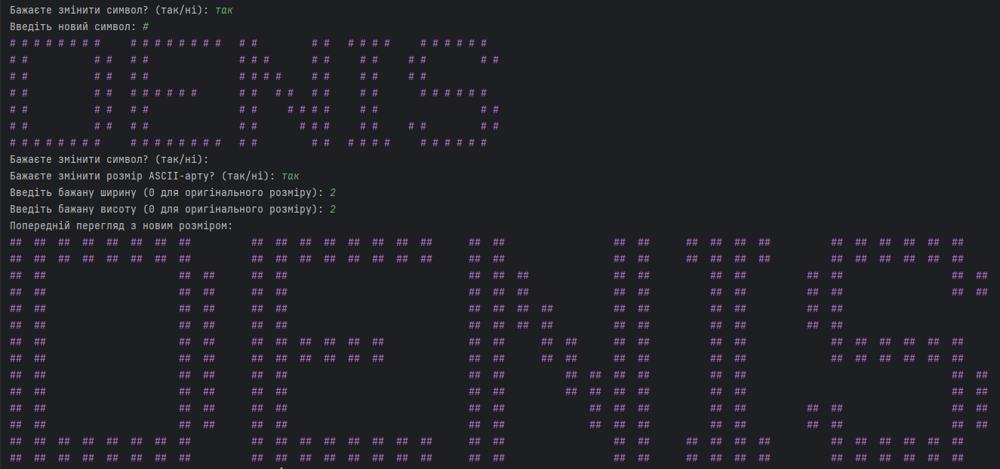 Бажаєте змінити символ? (так/ні): так
Введіть новий символ: #
# # # # # # # #     # # # # # # # #   # #         # #   # # # #     # # # # # #
# #           # #   # #               # # #       # #     # #     # #         # #
# #           # #   # #               # # # #     # #     # #     # #
# #           # #   # # # # # #       # #   # #   # #     # #       # # # # # #
# #           # #   # #               # #     # # # #     # #                 # #
# #           # #   # #               # #       # # #     # #     # #         # #
# # # # # # # #     # # # # # # # #   # #         # #   # # # #     # # # # # #
Бажаєте змінити символ? (так/ні):
Бажаєте змінити розмір ASCII-арту? (так/ні): так
Введіть бажану ширину (0 для оригінального розміру): 2
Введіть бажану висоту (0 для оригінального розміру): 2
Попередній перегляд з новим розміром:
##  ##  ##  ##  ##  ##  ##  ##          ##  ##  ##  ##  ##  ##  ##  ##      ##  ##                  ##  ##      ##  ##  ##  ##          ##  ##  ##  ##  ##  ##
##  ##  ##  ##  ##  ##  ##  ##          ##  ##  ##  ##  ##  ##  ##  ##      ##  ##                  ##  ##      ##  ##  ##  ##          ##  ##  ##  ##  ##  ##
##  ##                      ##  ##      ##  ##                              ##  ##  ##              ##  ##          ##  ##          ##  ##                  ##  ##
##  ##                      ##  ##      ##  ##                              ##  ##  ##              ##  ##          ##  ##          ##  ##                  ##  ##
##  ##                      ##  ##      ##  ##                              ##  ##  ##  ##          ##  ##          ##  ##          ##  ##
##  ##                      ##  ##      ##  ##                              ##  ##  ##  ##          ##  ##          ##  ##          ##  ##
##  ##                      ##  ##      ##  ##  ##  ##  ##  ##              ##  ##      ##  ##      ##  ##          ##  ##              ##  ##  ##  ##  ##  ##
##  ##                      ##  ##      ##  ##  ##  ##  ##  ##              ##  ##      ##  ##      ##  ##          ##  ##              ##  ##  ##  ##  ##  ##
##  ##                      ##  ##      ##  ##                              ##  ##          ##  ##  ##  ##          ##  ##                                  ##  ##
##  ##                      ##  ##      ##  ##                              ##  ##          ##  ##  ##  ##          ##  ##                                  ##  ##
##  ##                      ##  ##      ##  ##                              ##  ##              ##  ##  ##          ##  ##          ##  ##                  ##  ##
##  ##                      ##  ##      ##  ##                              ##  ##              ##  ##  ##          ##  ##          ##  ##                  ##  ##
##  ##  ##  ##  ##  ##  ##  ##          ##  ##  ##  ##  ##  ##  ##  ##      ##  ##                  ##  ##      ##  ##  ##  ##          ##  ##  ##  ##  ##  ##
##  ##  ##  ##  ##  ##  ##  ##          ##  ##  ##  ##  ##  ##  ##  ##      ##  ##                  ##  ##      ##  ##  ##  ##          ##  ##  ##  ##  ##  ##